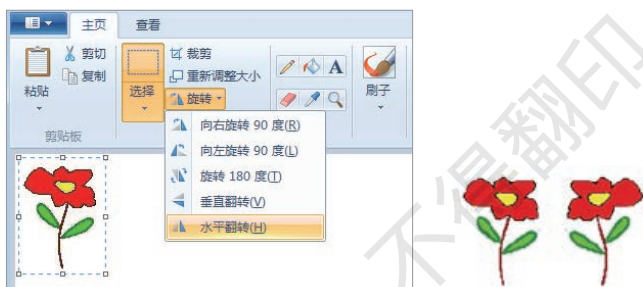 主页 查看
粘贴
剪切
复制
剪贴板
选择
裁剪
重新调整大小
旋转
A
刷子
向右旋转 90 度(R)
向左旋转 90 度(L)
旋转 180 度(T)
垂直翻转(V)
水平翻转(H)
不得翻印